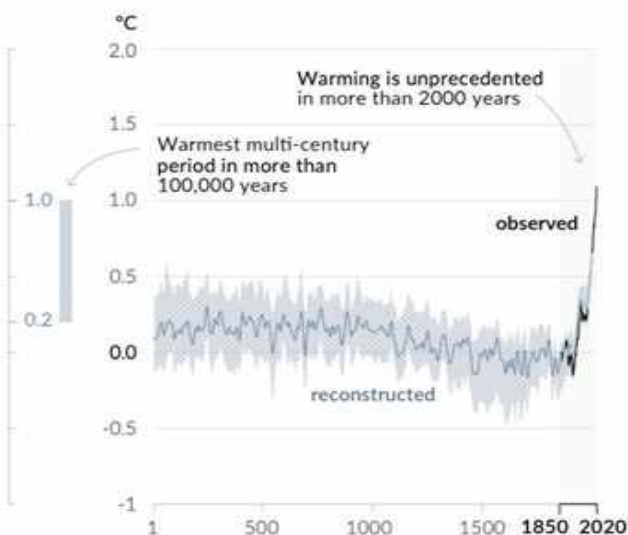 °C
2.0
Warming is unprecedented
in more than 2000 years
1.5
Warmest multi-century
period in more than
100,000 years
1.0
1.0
observed
0.5
0.2
0.0
reconstructed
-0.5
-1
1
500
1000
1500
1850
2020